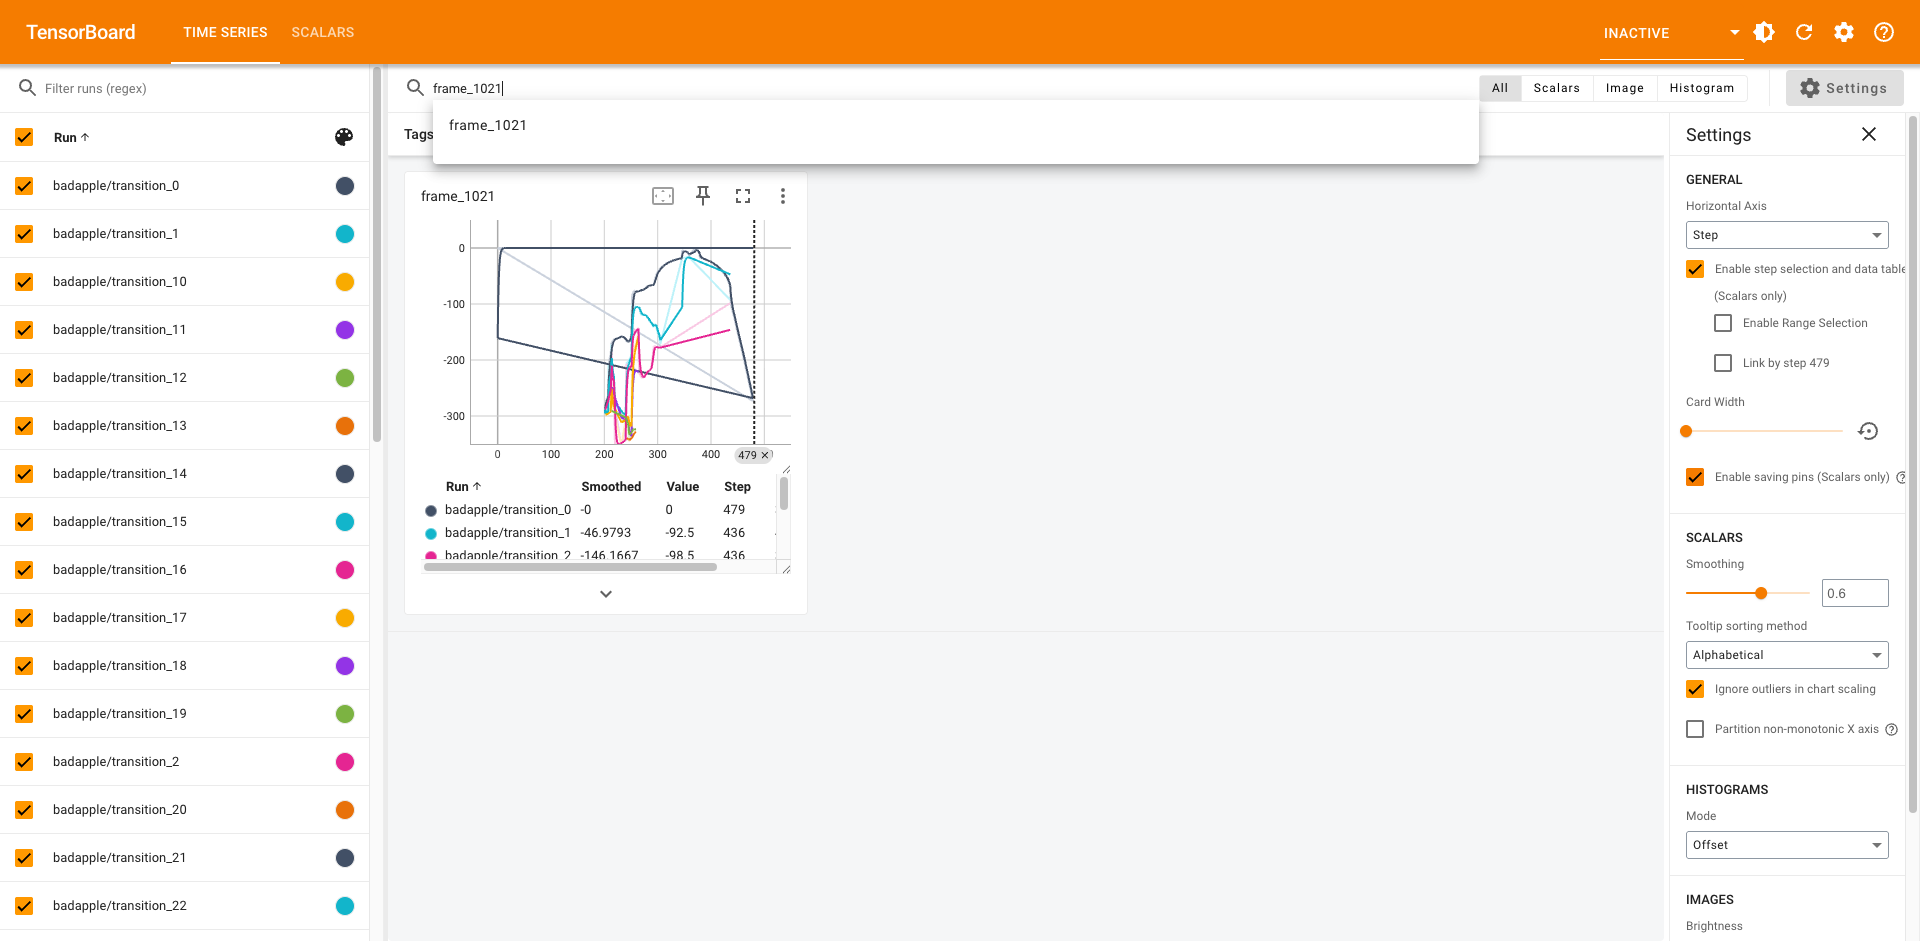 TensorBoard
TIME SERIES
SCALARS
INACTIVE
Filter runs (regex)
frame_1021
All
Scalars
Image
Histogram
Settings
frame_1021
Run
Tags
Settings
badapple/transition_0
badapple/transition_1
badapple/transition_10
badapple/transition_11
badapple/transition_12
badapple/transition_13
badapple/transition_14
badapple/transition_15
badapple/transition_16
badapple/transition_17
badapple/transition_18
badapple/transition_19
badapple/transition_2
badapple/transition_20
badapple/transition_21
badapple/transition_22
frame_1021
0
-100
-200
-300
0
100
200
300
400
479
Run Smoothed Value Step
badapple/transition_0 -0 0 479
badapple/transition_1 -46.9793 -92.5 436
badapple/transition_2 -146.1667 -98.5 436
GENERAL
Horizontal Axis
Step
Enable step selection and data table
(Scalars only)
Enable Range Selection
Link by step 479
Card Width
Enable saving pins (Scalars only)
SCALARS
Smoothing
0.6
Tooltip sorting method
Alphabetical
Ignore outliers in chart scaling
Partition non-monotonic X axis
HISTOGRAMS
Mode
Offset
IMAGES
Brightness